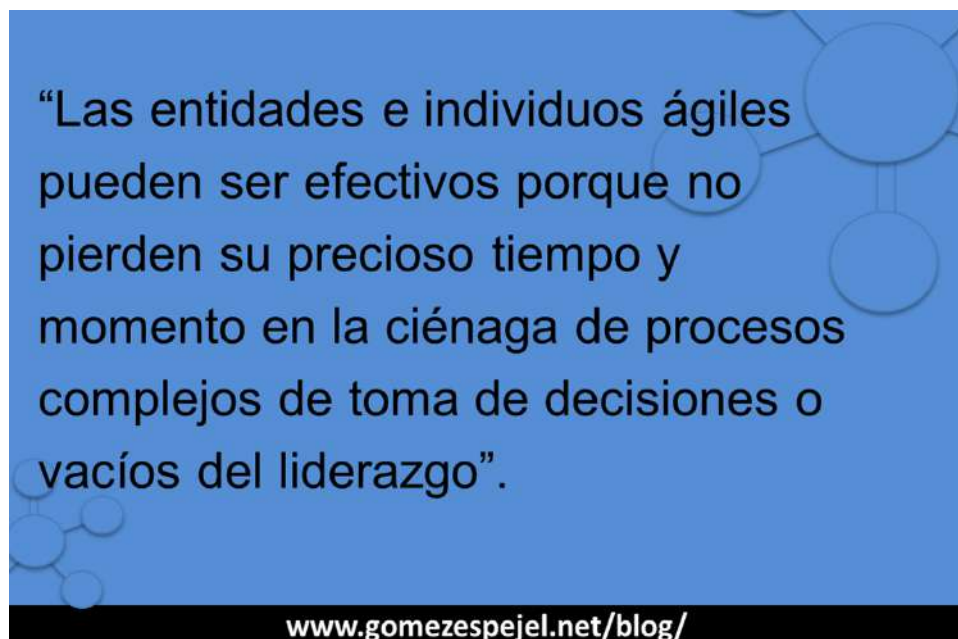 “Las entidades e individuos ágiles
pueden ser efectivos porque no
pierden su precioso tiempo y
momento en la ciénaga de procesos
complejos de toma de decisiones o
vacíos del liderazgo”.
www.gomezespejel.net/blog/